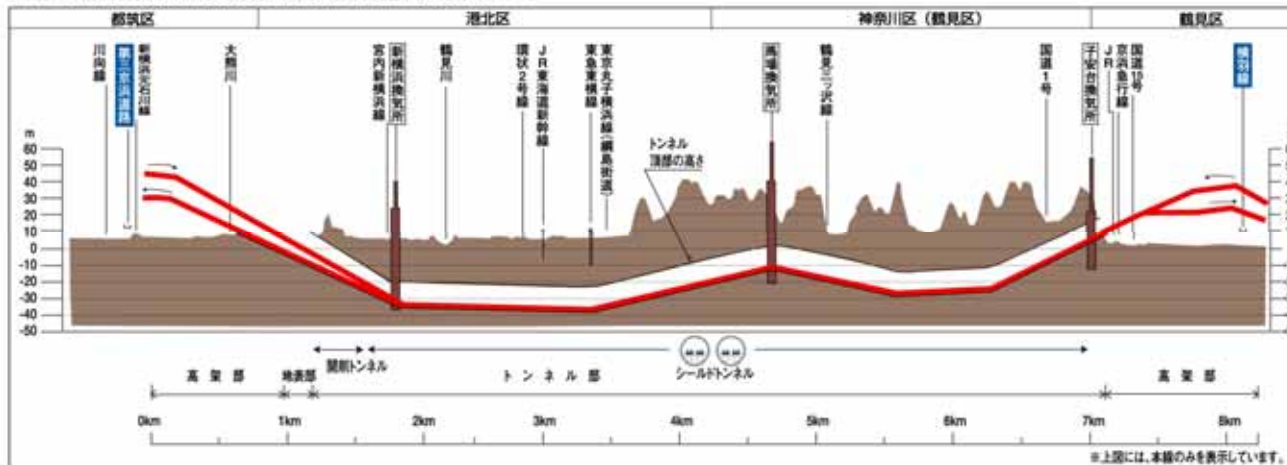 都筑区 港北区 神奈川区(鶴見区) 鶴見区
川向線
第三京浜道路
新横浜元石川線
大熊川
宮内新横浜線
新横浜換気所
鶴見川
環状2号線
JR東海道新幹線
東急東横線
東京丸子横浜線(綱島街道)
馬場換気所
鶴見三ツ沢線
国道1号
子安台換気所
JR
京浜急行線
国道15号
横羽線
トンネル
頂部の高さ
m
60
50
40
30
20
10
0
-10
-20
-30
-40
-50
開削トンネル
シールドトンネル
高架部 地表部 トンネル部 高架部
0km 1km 2km 3km 4km 5km 6km 7km 8km
※上図には、本線のみを表示しています。